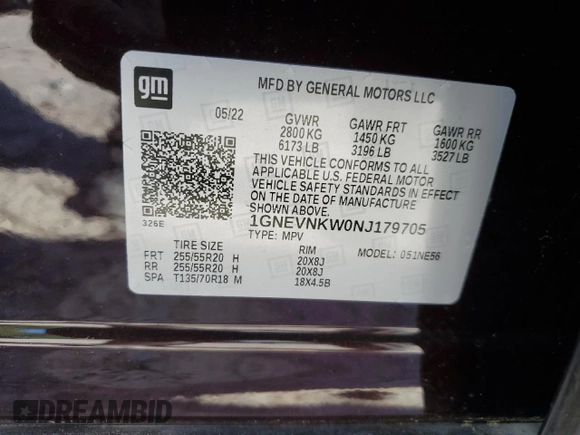 gm
MFD BY GENERAL MOTORS LLC
05/22
GVWR GAWR FRT GAWR RR
2800 KG 1450 KG 1600 KG
6173 LB 3196 LB 3527 LB
THIS VEHICLE CONFORMS TO ALL
APPLICABLE U.S. FEDERAL MOTOR
VEHICLE SAFETY STANDARDS IN EFFECT
ON THE DATE OF MANUFACTURE
SHOWN ABOVE.
326E
1GNEVNKW0NJ179705
TYPE: MPV MODEL: 051NE56
TIRE SIZE RIM
FRT 255/55R20 H 20X8J
RR 255/55R20 H 20X8J
SPA T135/70R18 M 18X4.5B
DREAMBID